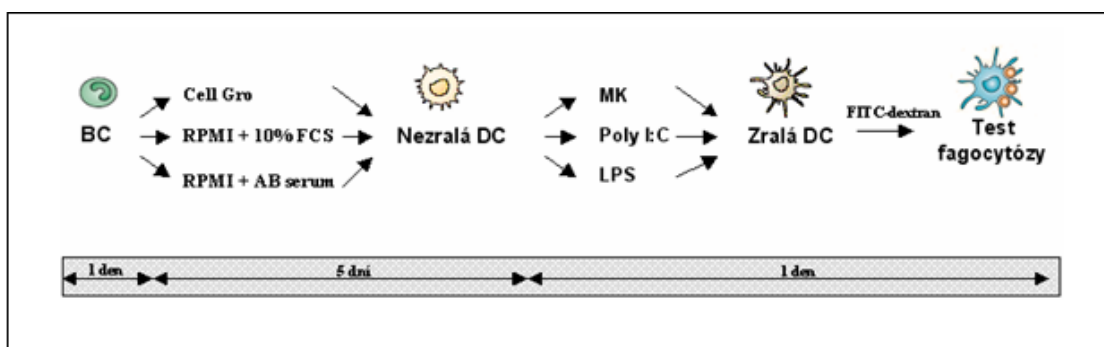 BC
Cell Gro
RPMI + 10% FCS
RPMI + AB serum
Nezralá DC
MK
Poly I:C
LPS
Zralá DC
FITC-dextran
Test
fagocytózy
1 den
5 dní
1 den